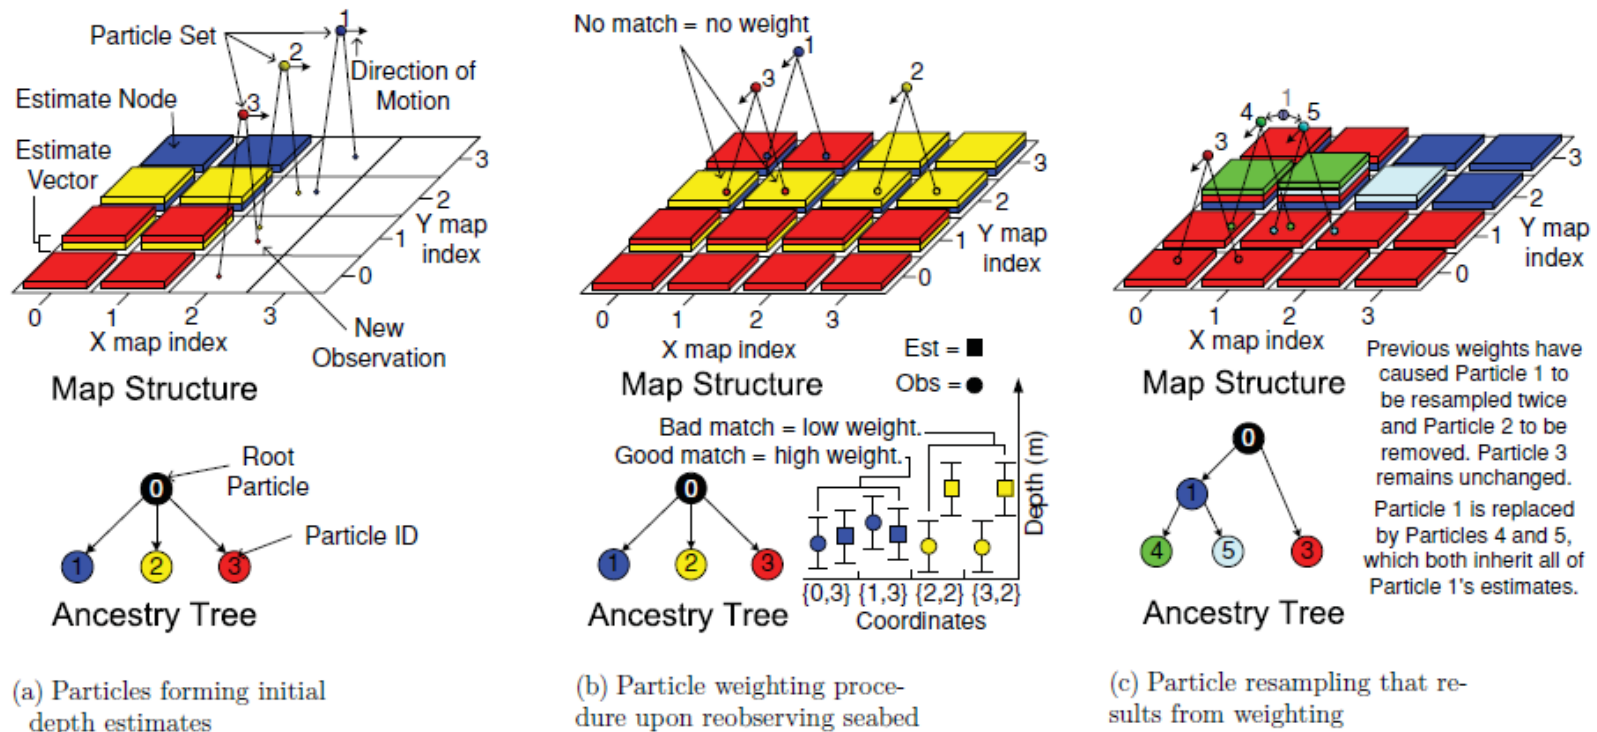 1
Particle Set
2
Direction of
Motion
Estimate Node
3
Estimate
Vector
3
2
1
Y map
index
0
0 1 2 3
X map index
New
Observation
Map Structure
Root
Particle
0
Particle ID
1 2 3
Ancestry Tree
(a) Particles forming initial
depth estimates
No match = no weight
1
3
2
3
2
1
Y map
index
0
0 1 2 3
X map index
Est =
Map Structure
Obs =
Bad match = low weight.
Good match = high weight.
Depth (m)
0
1 2 3
{0,3} {1,3} {2,2} {3,2}
Coordinates
Ancestry Tree
(b) Particle weighting proce-
dure upon reobserving seabed
1
4 5
3
3
2
Y map
index
1
0
0 1 2 3
X map index
Map Structure
Previous weights have
caused Particle 1 to
be resampled twice
and Particle 2 to be
removed. Particle 3
remains unchanged.
Particle 1 is replaced
by Particles 4 and 5,
which both inherit all of
Particle 1's estimates.
0
1
4 5 3
Ancestry Tree
(c) Particle resampling that re-
sults from weighting